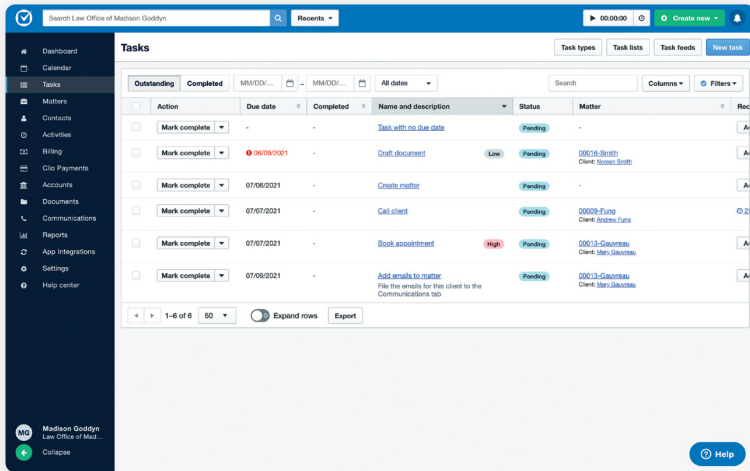 Search Law Office of Madison Goddyn
Recents
00:00:00
Create new
Dashboard
Calendar
Tasks
Matters
Contacts
Activities
Billing
Clio Payments
Accounts
Documents
Communications
Reports
App Integrations
Settings
Help center
MG
Madison Goddyn
Law Office of Mad...
Collapse
Tasks
Task types
Task lists
Task feeds
New task
Outstanding Completed MM/DD/... - MM/DD/... All dates Search Columns Filters
Action Due date Completed Name and description Status Matter Rec
Mark complete - - Task with no due date Pending - A
Mark complete 06/09/2021 - Draft document Low Pending 00016-Smith A
Client: Noreen Smith
Mark complete 07/06/2021 - Create matter Pending - A
Mark complete 07/07/2021 - Call client Pending 00009-Fung 2
Client: Andrew Fung
Mark complete 07/07/2021 - Book appointment High Pending 00013-Gauvreau A
Client: Mary Gauvreau
Mark complete 07/09/2021 - Add emails to matter Pending 00013-Gauvreau A
File the emails for this client to the Client: Mary Gauvreau
Communications tab
1–6 of 6 50 Expand rows Export
Help